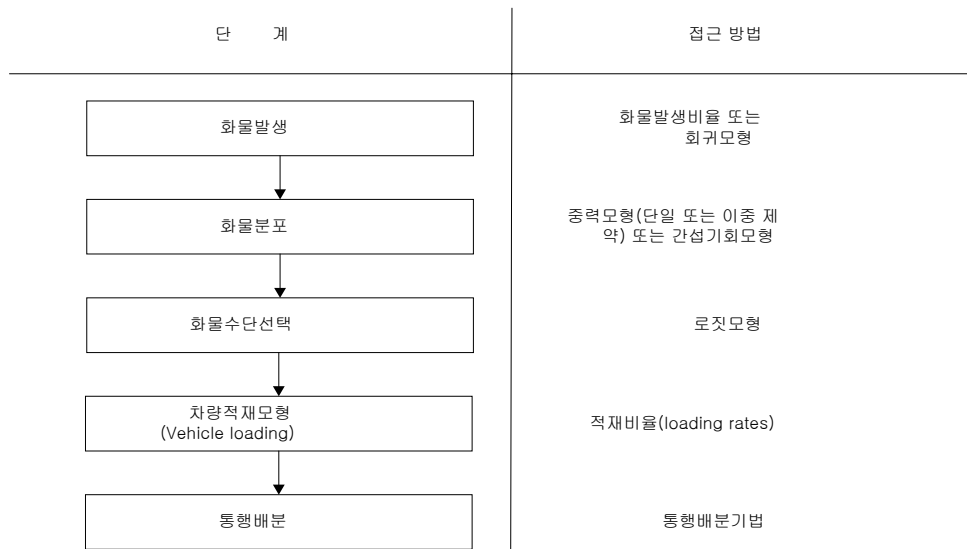 단 계
접근 방법
화물발생
화물발생비율 또는
회귀모형
화물분포
중력모형(단일 또는 이중 제
약) 또는 간섭기회모형
화물수단선택
로짓모형
차량적재모형
(Vehicle loading)
적재비율(loading rates)
통행배분
통행배분기법